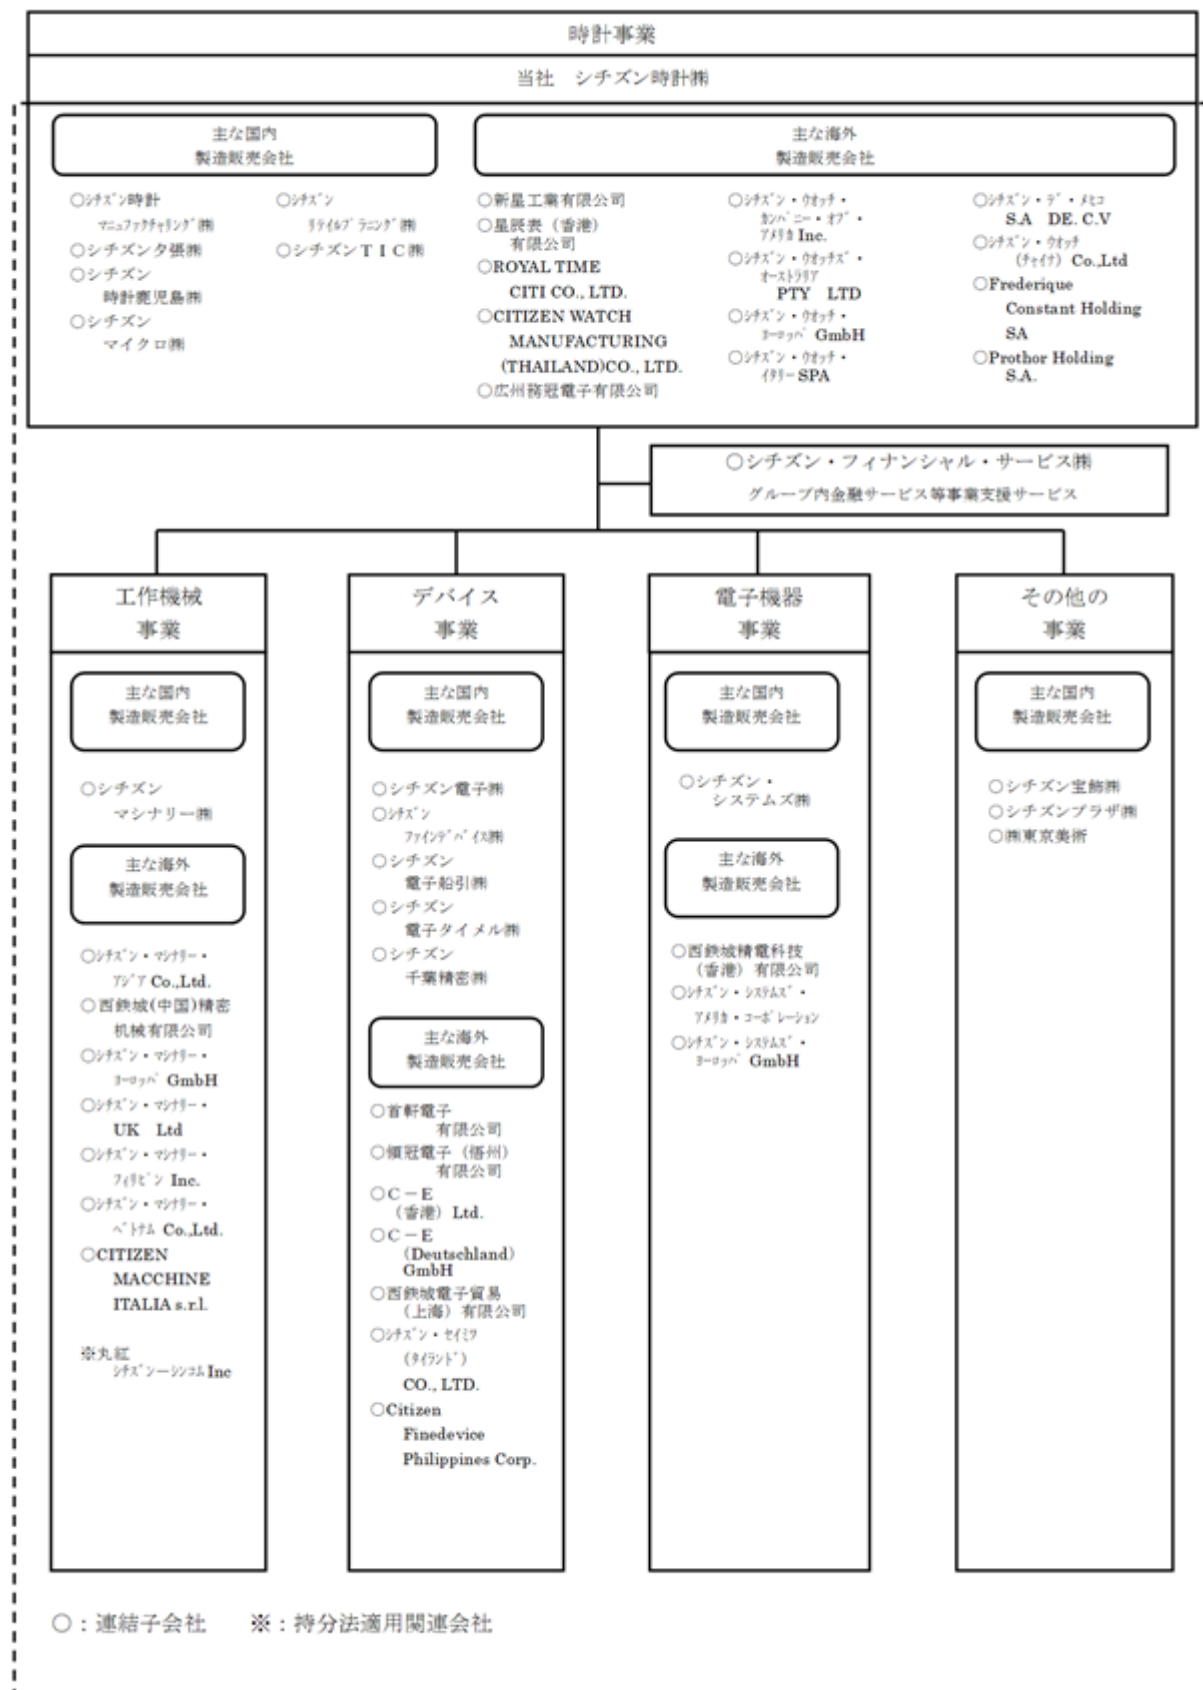 時計事業
当社　シチズン時計㈱
主な国内
製造販売会社
○ｼﾁｽﾞﾝ時計
ﾏﾆｭﾌｧｸﾁｬﾘﾝｸﾞ㈱
○シチズン夕張㈱
○シチズン
時計鹿児島㈱
○シチズン
マイクロ㈱
○ｼﾁｽﾞﾝ
ﾘﾃｲﾙﾌﾟﾗﾆﾝｸﾞ㈱
○シチズンＴＩＣ㈱
主な海外
製造販売会社
○新星工業有限公司
○星辰表（香港）
有限公司
○ROYAL TIME
CITI CO., LTD.
○CITIZEN WATCH
MANUFACTURING
(THAILAND)CO., LTD.
○広州務冠電子有限公司
○ｼﾁｽﾞﾝ・ｳｵｯﾁ・
ｶﾝﾊﾟﾆｰ・ｵﾌﾞ・
ｱﾒﾘｶ Inc.
○ｼﾁｽﾞﾝ・ｳｵｯﾁｽﾞ・
ｵｰｽﾄﾗﾘｱ
PTY　LTD
○ｼﾁｽﾞﾝ・ｳｵｯﾁ・
ﾖｰﾛｯﾊﾟ GmbH
○ｼﾁｽﾞﾝ・ｳｵｯﾁ・
ｲﾀﾘｰ SPA
○ｼﾁｽﾞﾝ・ﾃﾞ・ﾒﾋｺ
S.A　DE. C.V
○ｼﾁｽﾞﾝ・ｳｵｯﾁ
(ﾁｬｲﾅ) Co.,Ltd
○Frederique
Constant Holding
SA
○Prothor Holding
S.A.
○シチズン・フィナンシャル・サービス㈱
グループ内金融サービス等事業支援サービス
工作機械
事業
主な国内
製造販売会社
○シチズン
マシナリー㈱
主な海外
製造販売会社
○ｼﾁｽﾞﾝ・ﾏｼﾅﾘｰ・
ｱｼﾞｱ Co.,Ltd.
○西鉄城(中国)精密
机械有限公司
○ｼﾁｽﾞﾝ・ﾏｼﾅﾘｰ・
ﾖｰﾛｯﾊﾟ GmbH
○ｼﾁｽﾞﾝ・ﾏｼﾅﾘｰ・
UK　Ltd
○ｼﾁｽﾞﾝ・ﾏｼﾅﾘｰ・
ﾌｨﾘﾋﾟﾝ Inc.
○ｼﾁｽﾞﾝ・ﾏｼﾅﾘｰ・
ﾍﾞﾄﾅﾑ Co.,Ltd.
○CITIZEN
MACCHINE
ITALIA s.r.l.
※丸紅
ｼﾁｽﾞﾝーｼﾝｺﾑ Inc
デバイス
事業
主な国内
製造販売会社
○シチズン電子㈱
○ｼﾁｽﾞﾝ
ﾌｧｲﾝﾃﾞﾊﾞｲｽ㈱
○シチズン
電子船引㈱
○シチズン
電子タイメル㈱
○シチズン
千葉精密㈱
主な海外
製造販売会社
○首軒電子
有限公司
○領冠電子（梧州）
有限公司
○Ｃ－Ｅ
（香港）Ltd.
○Ｃ－Ｅ
（Deutschland）
GmbH
○西鉄城電子貿易
（上海）有限公司
○ｼﾁｽﾞﾝ・ｾｲﾐﾂ
(ﾀｲﾗﾝﾄﾞ)
CO., LTD.
○Citizen
Finedevice
Philippines Corp.
電子機器
事業
主な国内
製造販売会社
○シチズン・
システムズ㈱
主な海外
製造販売会社
○西鉄城精電科技
（香港）有限公司
○ｼﾁｽﾞﾝ・ｼｽﾃﾑｽﾞ・
ｱﾒﾘｶ・ｺｰﾎﾟﾚｰｼｮﾝ
○ｼﾁｽﾞﾝ・ｼｽﾃﾑｽﾞ・
ﾖｰﾛｯﾊﾟ GmbH
その他の
事業
主な国内
製造販売会社
○シチズン宝飾㈱
○シチズンプラザ㈱
○㈱東京美術
○：連結子会社　　※：持分法適用関連会社